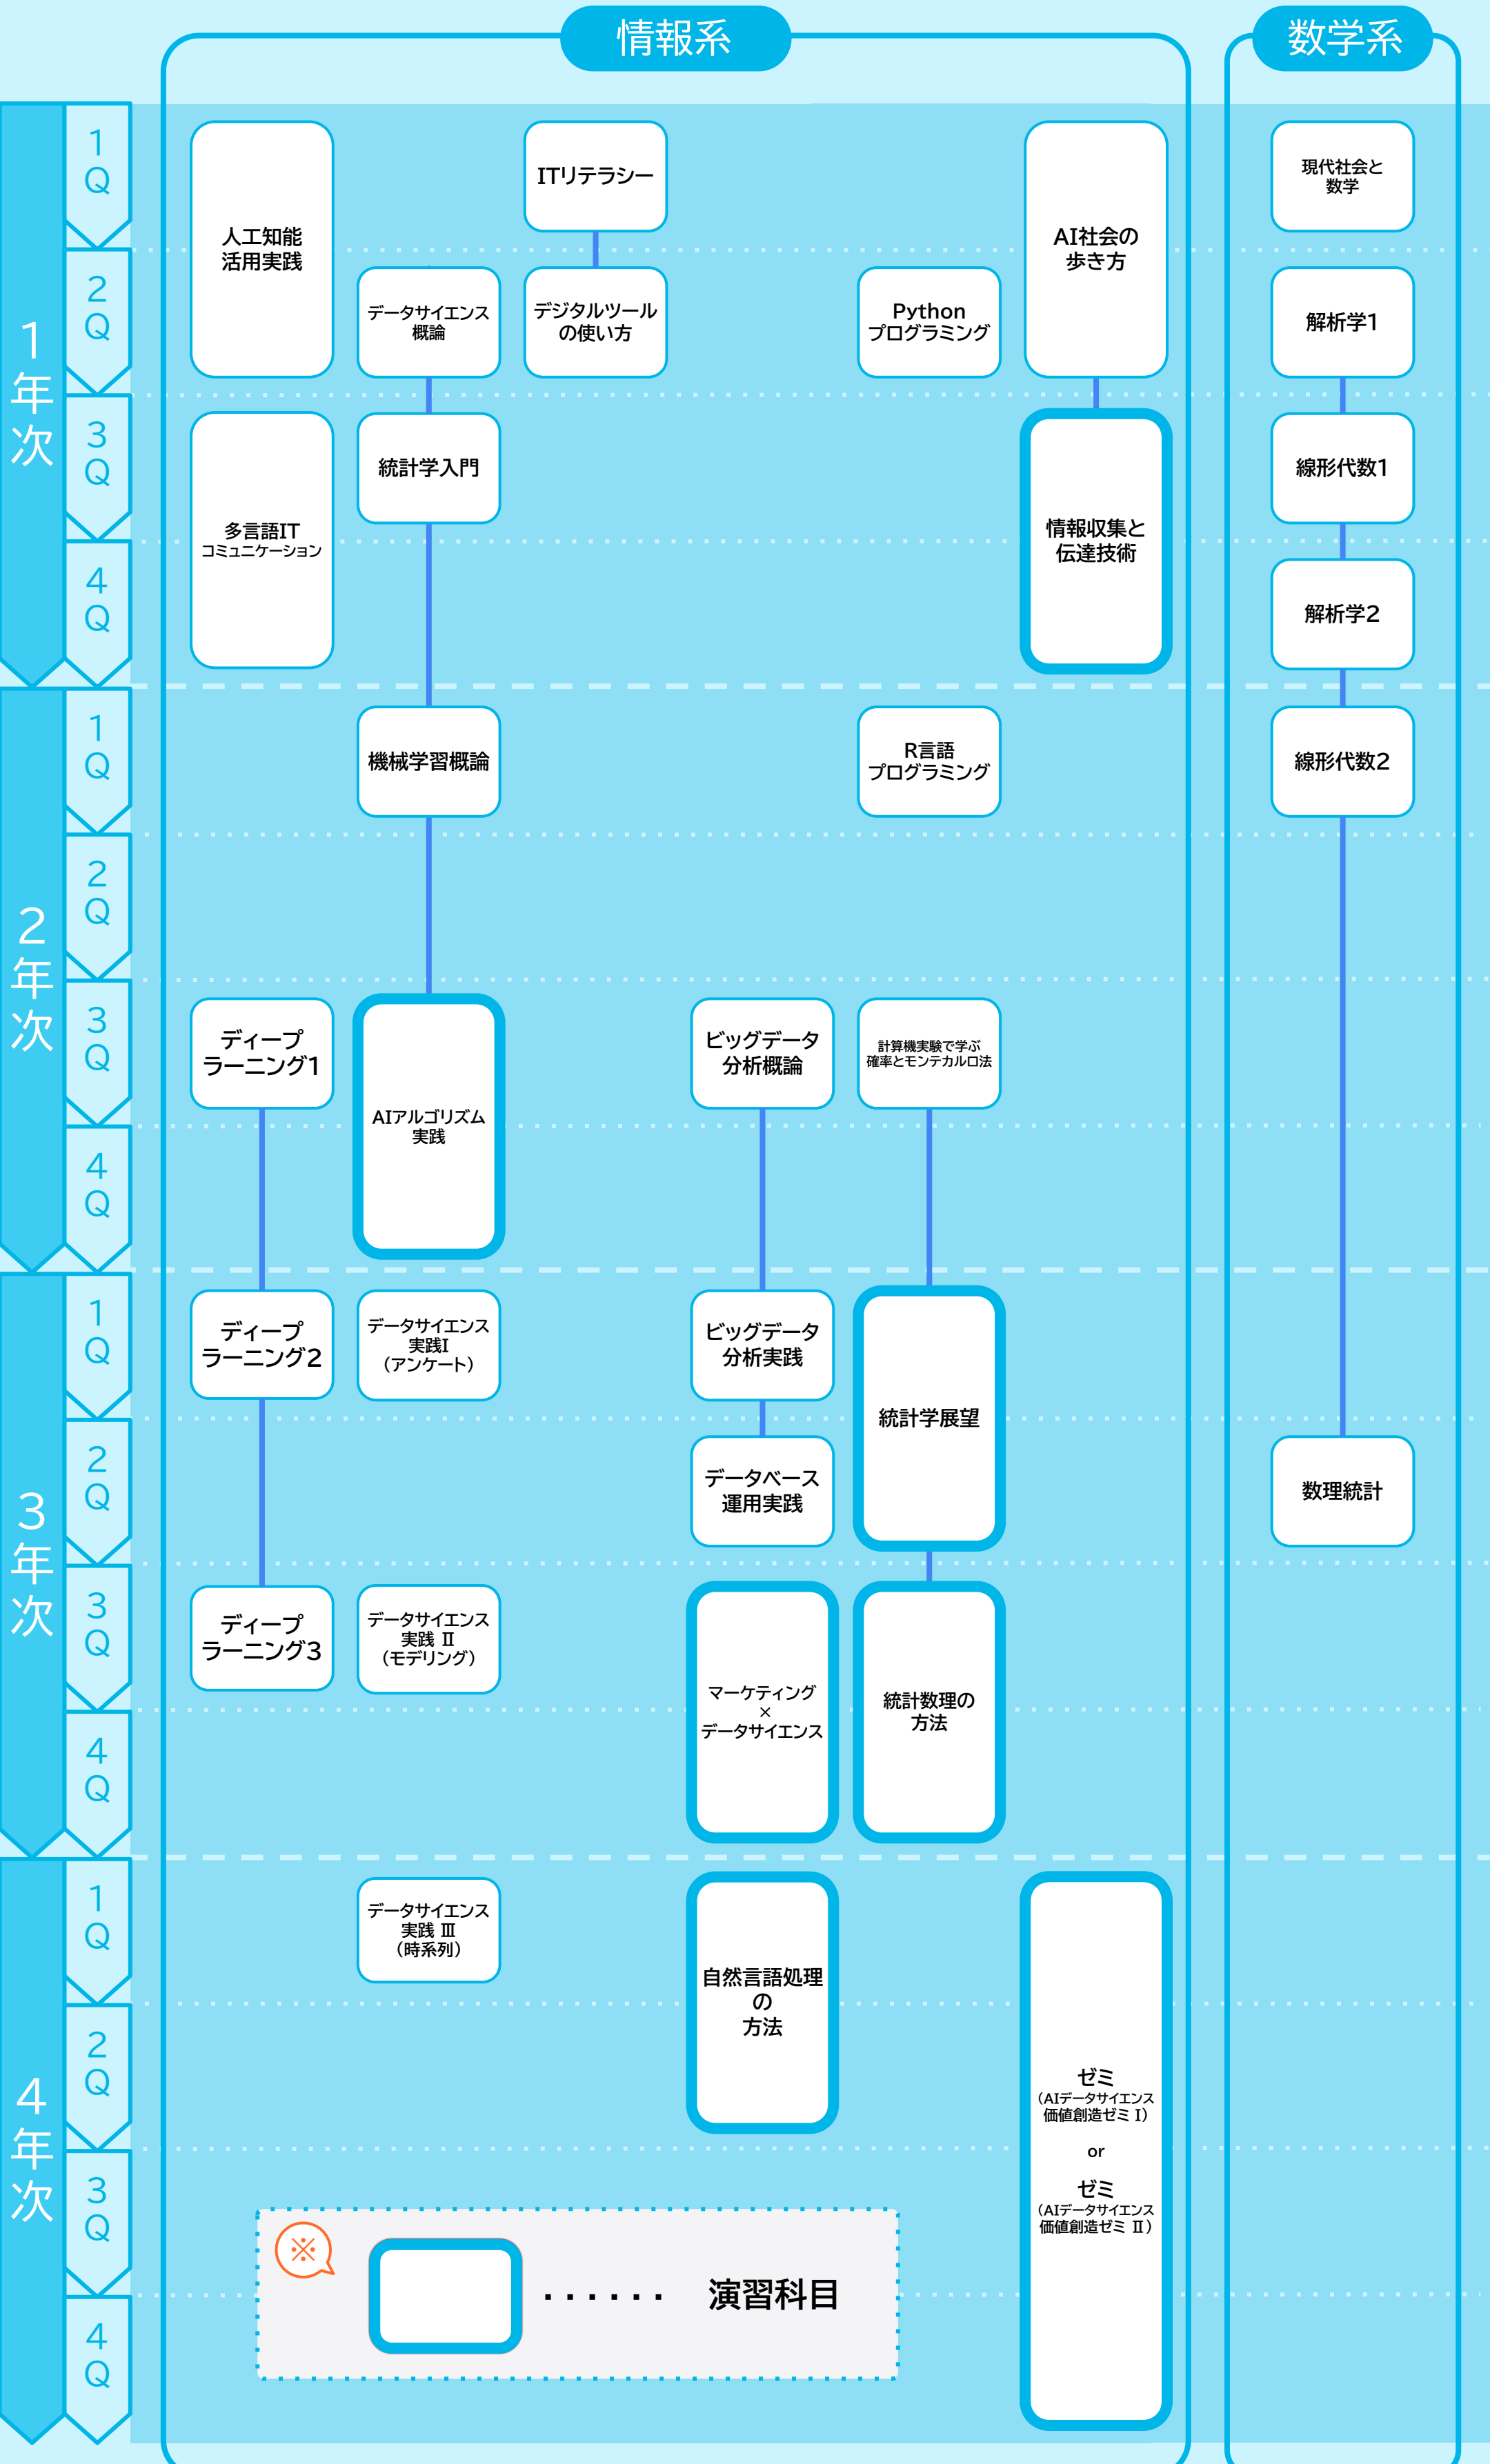 情報系
数学系
1年次
1Q
人工知能
活用実践
ITリテラシー
AI社会の
歩き方
現代社会と
数学
2Q
データサイエンス
概論
デジタルツール
の使い方
Python
プログラミング
解析学1
3Q
多言語IT
コミュニケーション
統計学入門
情報収集と
伝達技術
線形代数1
4Q
解析学2
2年次
1Q
機械学習概論
R言語
プログラミング
線形代数2
2Q
3Q
ディープ
ラーニング1
AIアルゴリズム
実践
ビッグデータ
分析概論
計算機実験で学ぶ
確率とモンテカルロ法
4Q
3年次
1Q
ディープ
ラーニング2
データサイエンス
実践I
（アンケート）
ビッグデータ
分析実践
統計学展望
2Q
データベース
運用実践
数理統計
3Q
ディープ
ラーニング3
データサイエンス
実践 Ⅱ
（モデリング）
マーケティング
×
データサイエンス
統計数理の
方法
4Q
4年次
1Q
データサイエンス
実践 Ⅲ
（時系列）
自然言語処理
の
方法
ゼミ
（AIデータサイエンス
価値創造ゼミ Ⅰ）
or
ゼミ
（AIデータサイエンス
価値創造ゼミ Ⅱ）
2Q
3Q
4Q
※
・・・・・・ 演習科目